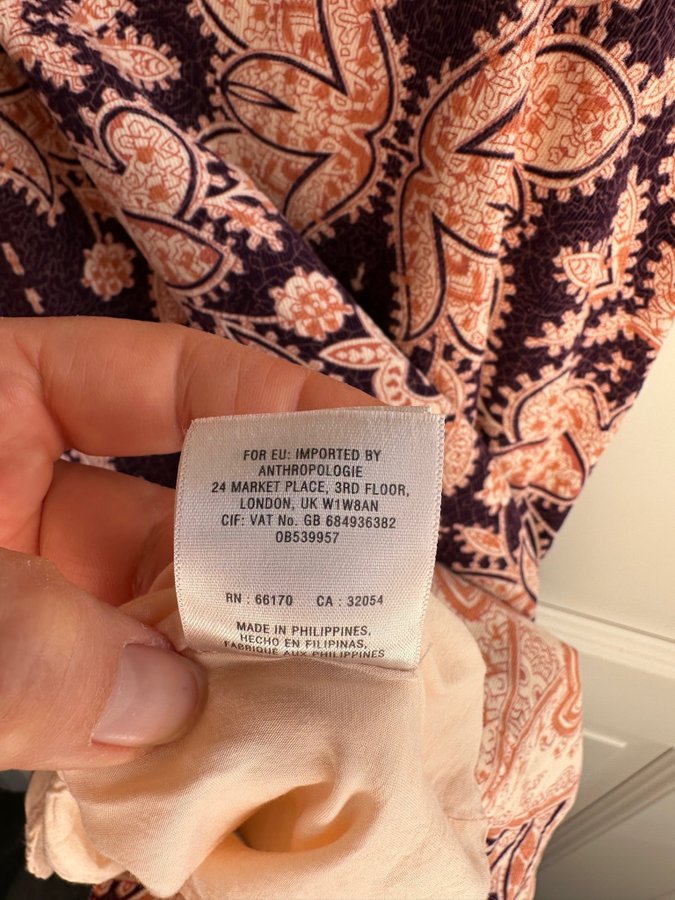 FOR EU: IMPORTED BY
ANTHROPOLOGIE
24 MARKET PLACE, 3RD FLOOR,
LONDON, UK W1W8AN
CIF: VAT No. GB 684936382
OB539957
RN : 66170 CA : 32054
MADE IN PHILIPPINES,
HECHO EN FILIPINAS,
FABRIQUÉ AUX PHILIPPINES